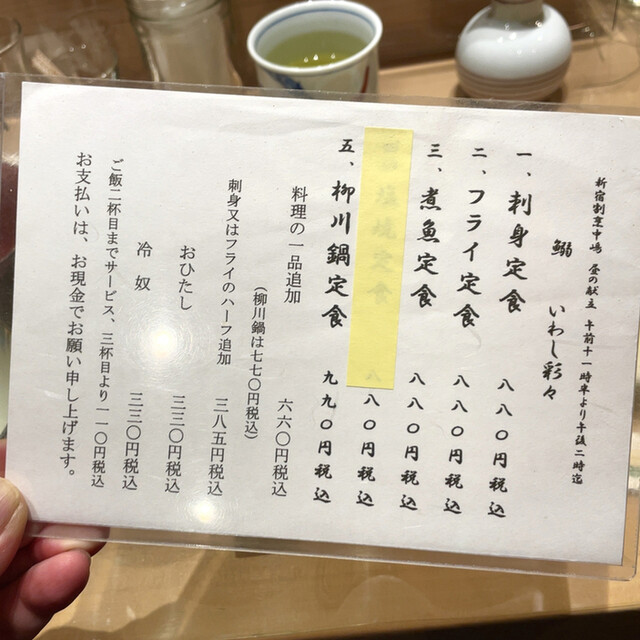 新宿割烹中嶋 昼の献立 午前十一時半より午後二時迄
鰯 いわし彩々
一、刺身定食 八八〇円税込
二、フライ定食 八八〇円税込
三、煮魚定食 八八〇円税込
塩焼定食 八八〇円税込
五、柳川鍋定食 九九〇円税込
料理の一品追加 六六〇円税込
(柳川鍋は七七〇円税込)
刺身又はフライのハーフ追加 三八五円税込
おひたし 三三〇円税込
冷奴 三三〇円税込
ご飯二杯目までサービス、三杯目より一一〇円税込
お支払いは、お現金でお願い申し上げます。